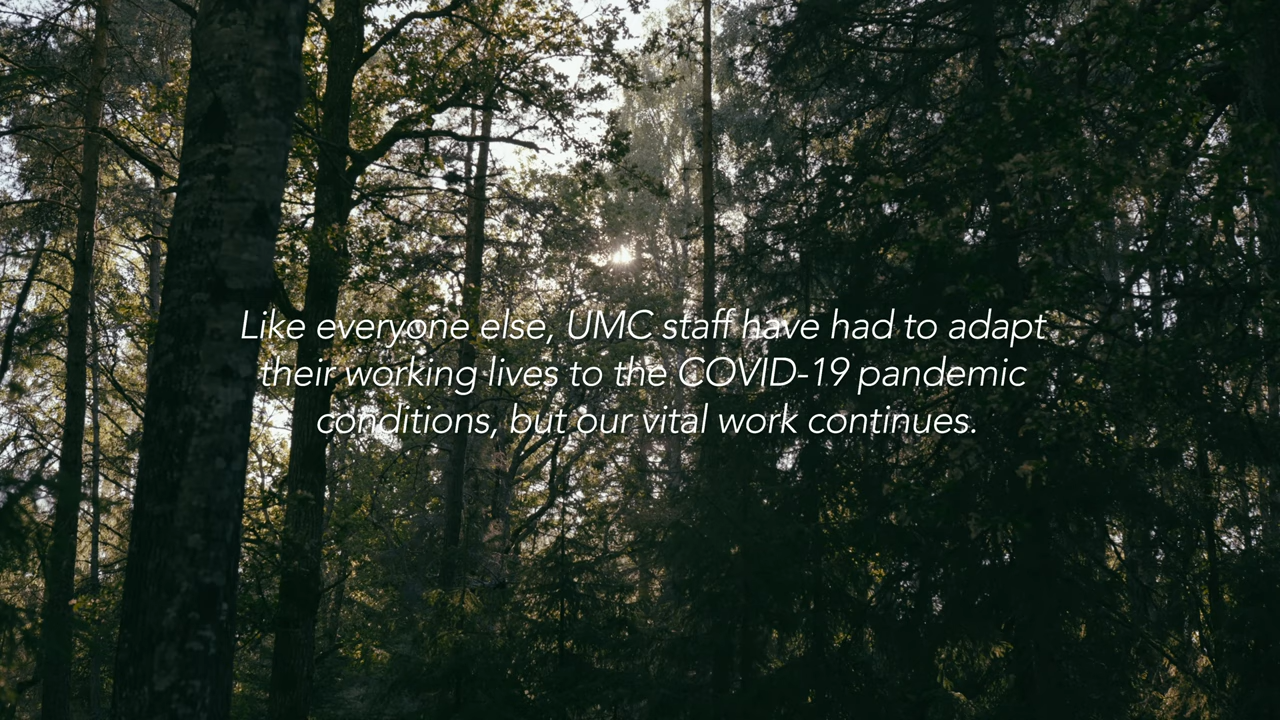 Like everyone else, UMC staff have had to adapt
their working lives to the COVID-19 pandemic
conditions, but our vital work continues.